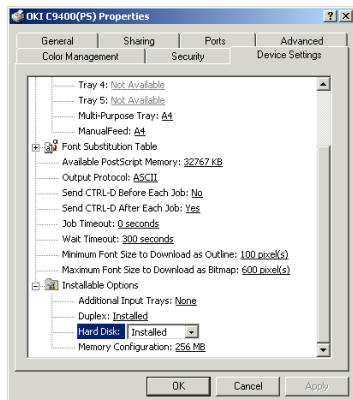 OKI C9400(PS) Properties
General Sharing Ports Advanced
Color Management Security Device Settings
Tray 4: Not Available
Tray 5: Not Available
Multi-Purpose Tray: A4
ManualFeed: A4
Font Substitution Table
Available PostScript Memory: 32767 KB
Output Protocol: ASCII
Send CTRL-D Before Each Job: No
Send CTRL-D After Each Job: Yes
Job Timeout: 0 seconds
Wait Timeout: 300 seconds
Minimum Font Size to Download as Outline: 100 pixel(s)
Maximum Font Size to Download as Bitmap: 600 pixel(s)
Installable Options
Additional Input Trays: None
Duplex: Installed
Hard Disk: Installed
Memory Configuration: 256 MB
OK Cancel Apply